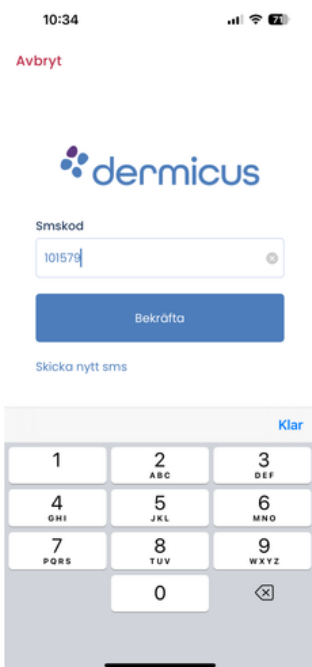 10:34
71
Avbryt
dermicus
Smskod
101579
Bekräfta
Skicka nytt sms
Klar
1
2
ABC
3
DEF
4
GHI
5
JKL
6
MNO
7
PQRS
8
TUV
9
WXYZ
0